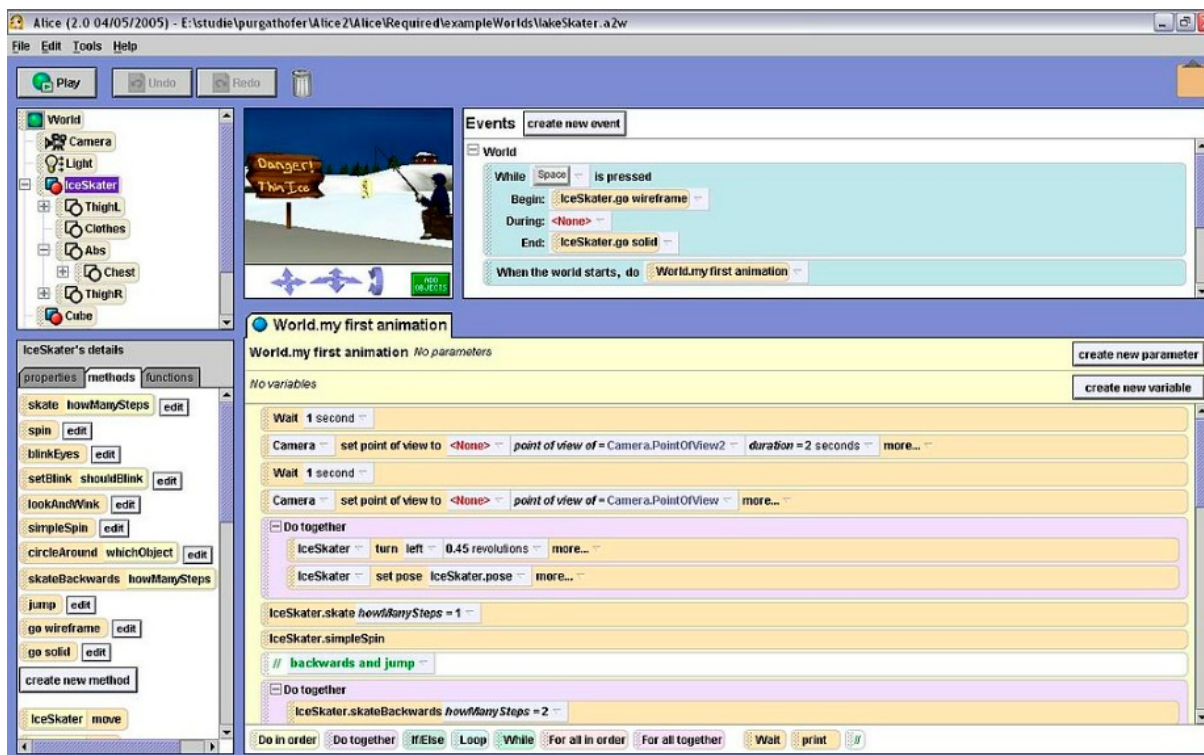 Alice (2.0 04/05/2005) - E:\studie\purgathofer\Alice2\Alice\Required\exampleWorlds\lakeSkater.a2w
File Edit Tools Help
Play Undo Redo
World
Camera
Light
IceSkater
ThighL
Clothes
Abs
Chest
ThighR
Cube
Danger!
Thin Ice
ADD
OBJECTS
Events create new event
World
While Space is pressed
Begin: IceSkater.go wireframe
During: <None>
End: IceSkater.go solid
When the world starts, do World.my first animation
IceSkater's details
properties methods functions
skate howManySteps edit
spin edit
blinkEyes edit
setBlink shouldBlink edit
lookAndWink edit
simpleSpin edit
circleAround whichObject edit
skateBackwards howManySteps
jump edit
go wireframe edit
go solid edit
create new method
IceSkater move
World.my first animation
World.my first animation No parameters create new parameter
No variables create new variable
Wait 1 second
Camera set point of view to <None> point of view of = Camera.PointOfView2 duration = 2 seconds more...
Wait 1 second
Camera set point of view to <None> point of view of = Camera.PointOfView more...
Do together
IceSkater turn left 0.45 revolutions more...
IceSkater set pose IceSkater.pose more...
IceSkater.skate howManySteps = 1
IceSkater.simpleSpin
// backwards and jump
Do together
IceSkater.skateBackwards howManySteps = 2
Do in order Do together If/Else Loop While For all in order For all together Wait print //